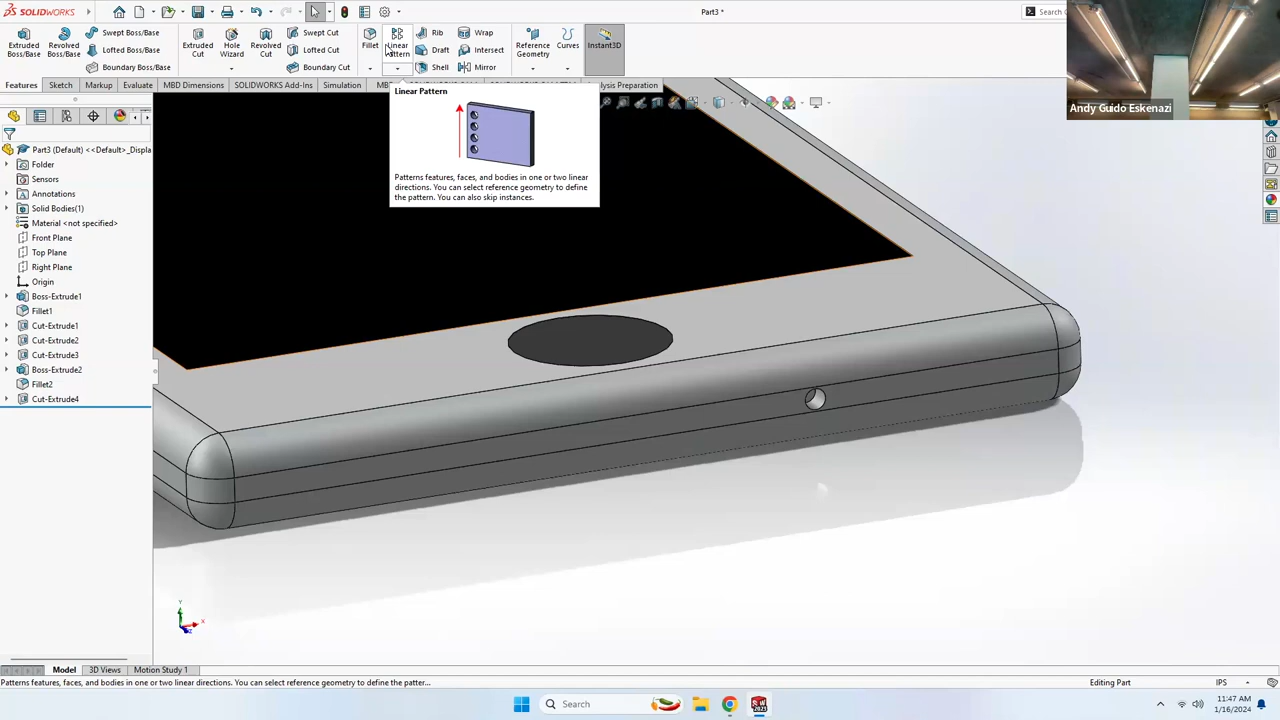 SOLIDWORKS
Part3 *
Search
Extruded Boss/Base
Revolved Boss/Base
Swept Boss/Base
Lofted Boss/Base
Boundary Boss/Base
Extruded Cut
Hole Wizard
Revolved Cut
Swept Cut
Lofted Cut
Boundary Cut
Fillet
Linear Pattern
Rib
Draft
Shell
Wrap
Intersect
Mirror
Reference Geometry
Curves
Instant3D
Andy Guido Eskenazi
Features
Sketch
Markup
Evaluate
MBD Dimensions
SOLIDWORKS Add-Ins
Simulation
Preparation
Linear Pattern
Patterns features, faces, and bodies in one or two linear
directions. You can select reference geometry to define
the pattern. You can also skip instances.
Part3 (Default) <<Default>_Displa
Folder
Sensors
Annotations
Solid Bodies(1)
Material <not specified>
Front Plane
Top Plane
Right Plane
Origin
Boss-Extrude1
Fillet1
Cut-Extrude1
Cut-Extrude2
Cut-Extrude3
Boss-Extrude2
Fillet2
Cut-Extrude4
Y
X
Z
Model
3D Views
Motion Study 1
Patterns features, faces, and bodies in one or two linear directions. You can select reference geometry to define the patter...
Editing Part
IPS
Search
11:47 AM
1/16/2024